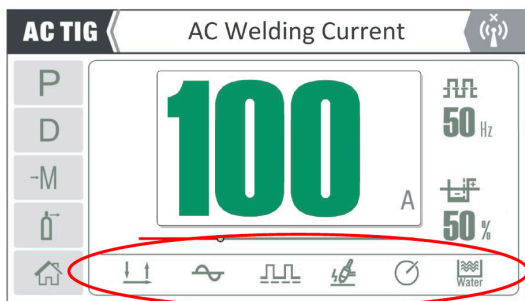 AC TIG
AC Welding Current
P
D
→M
100 A
50 Hz
50 %
Water